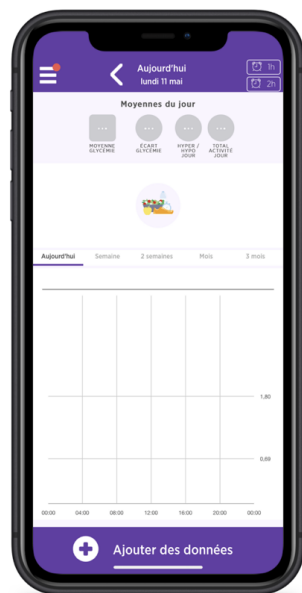 Aujourd'hui
lundi 11 mai
1h
2h
Moyennes du jour
MOYENNE GLYCÉMIE
ÉCART GLYCÉMIE
HYPER / HYPO JOUR
TOTAL ACTIVITÉ JOUR
Aujourd'hui Semaine 2 semaines Mois 3 mois
1,80
0,69
00:00 04:00 08:00 12:00 16:00 20:00 00:00
Ajouter des données